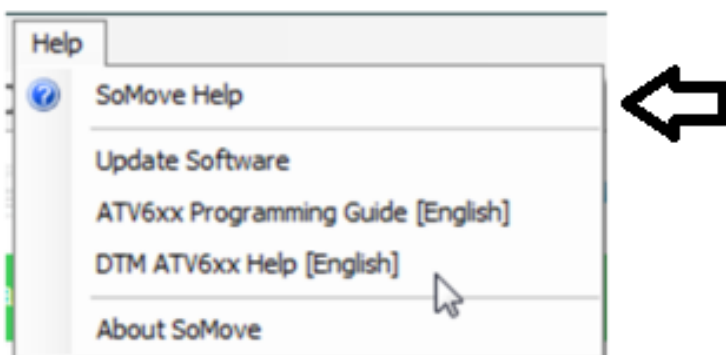 Help
SoMove Help
Update Software
ATV6xx Programming Guide [English]
DTM ATV6xx Help [English]
About SoMove